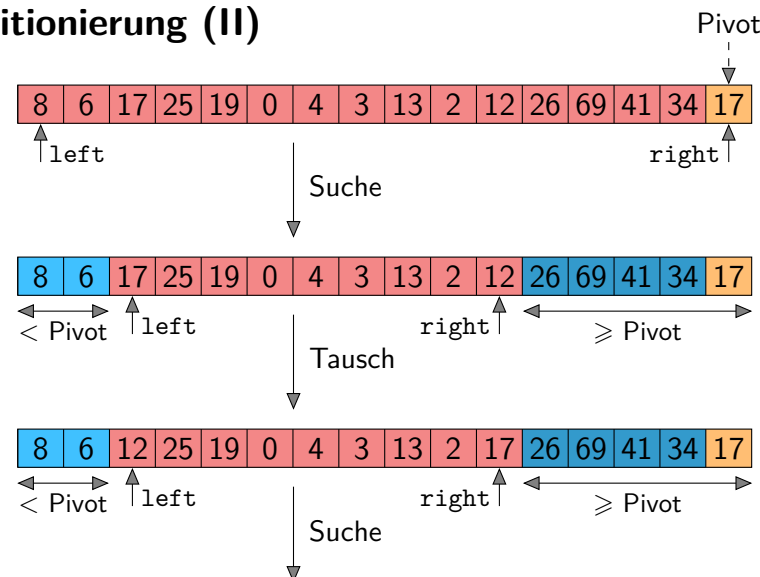 itionierung (II)
Pivot
8 6 17 25 19 0 4 3 13 2 12 26 69 41 34 17
left right
Suche
8 6 17 25 19 0 4 3 13 2 12 26 69 41 34 17
< Pivot left right ⩾ Pivot
Tausch
8 6 12 25 19 0 4 3 13 2 17 26 69 41 34 17
< Pivot left right ⩾ Pivot
Suche